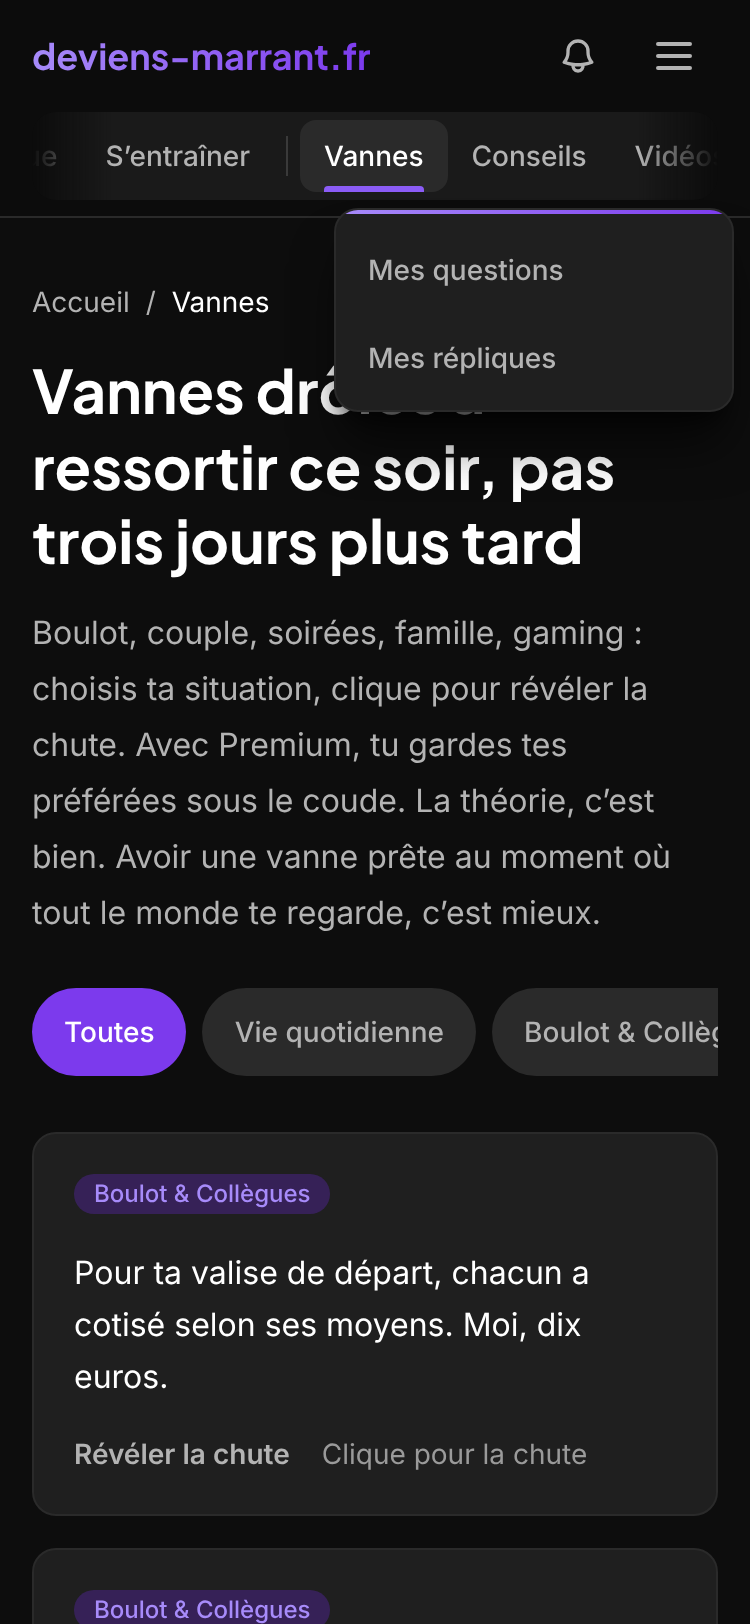 deviens-marrant.fr
S’entraîner
Vannes
Conseils
Vidéos
Mes questions
Mes répliques
Accueil / Vannes
Vannes
ressortir ce soir, pas
trois jours plus tard
Boulot, couple, soirées, famille, gaming :
choisis ta situation, clique pour révéler la
chute. Avec Premium, tu gardes tes
préférées sous le coude. La théorie, c’est
bien. Avoir une vanne prête au moment où
tout le monde te regarde, c’est mieux.
Toutes
Vie quotidienne
Boulot &
Boulot & Collègues
Pour ta valise de départ, chacun a
cotisé selon ses moyens. Moi, dix
euros.
Révéler la chute Clique pour la chute
Boulot & Collègues